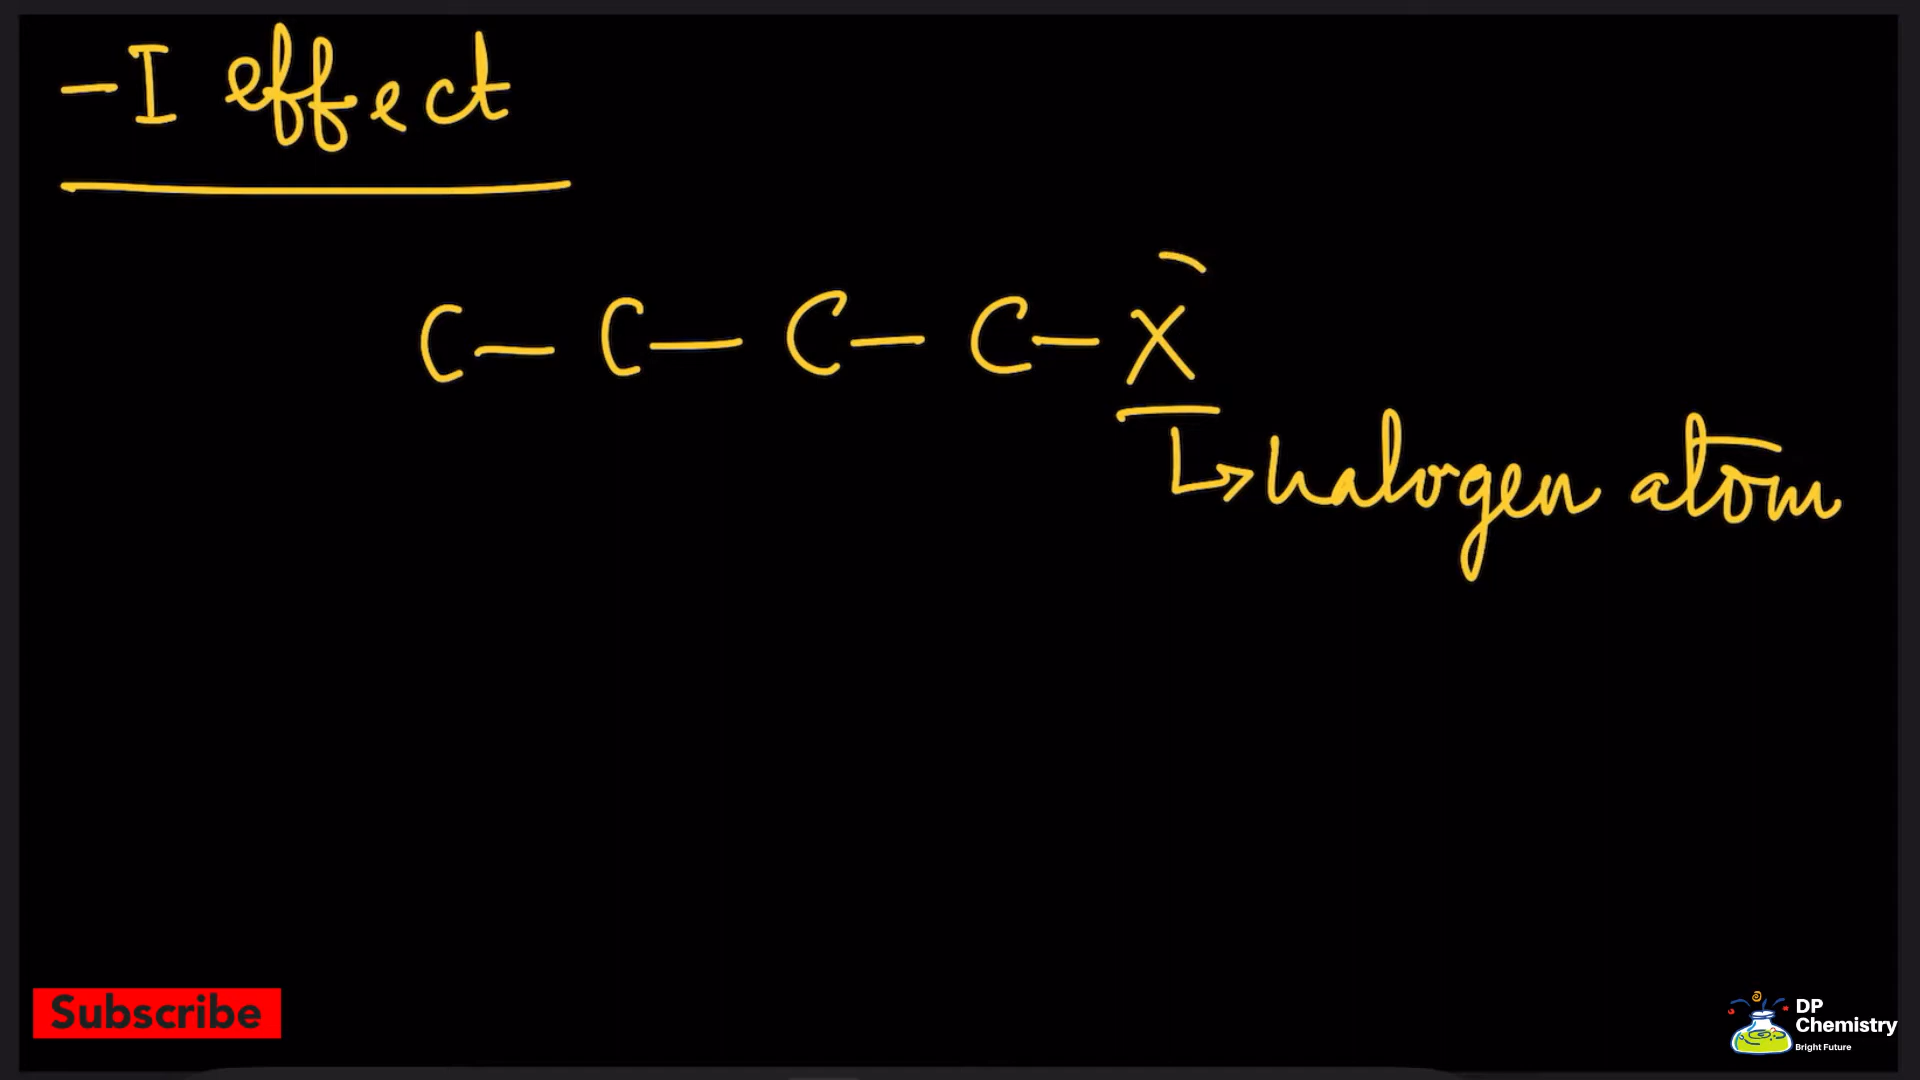 -I effect
C - C - C - C - X
↳ halogen atom
Subscribe
DP
Chemistry
Bright Future